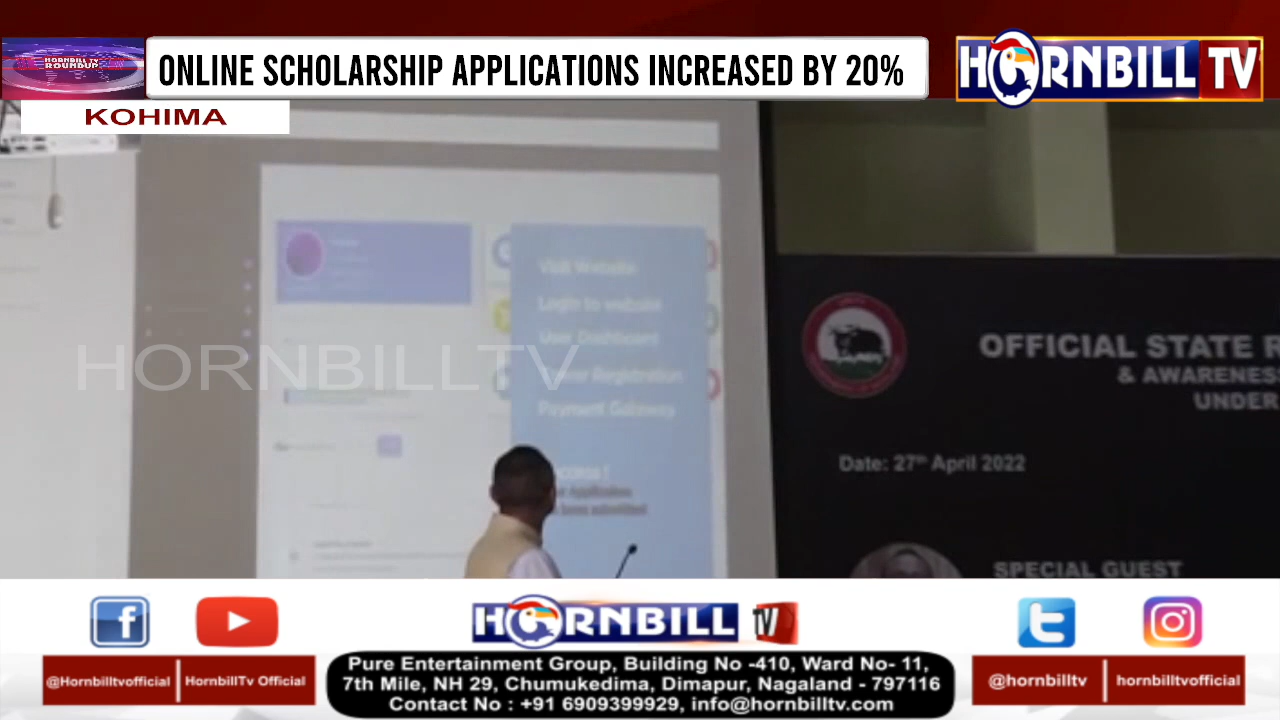 HORNBILL TV
ROUNDUP
ONLINE SCHOLARSHIP APPLICATIONS INCREASED BY 20%
HORNBILL TV
KOHIMA
Visit Website
Login to website
User Dashboard
Registration
Payment Gateway
HORNBILLTV
OFFICIAL STATE
& AWARENESS
UNDER
Date: 27th April 2022
SPECIAL GUEST
HORNBILL TV
@Hornbilltvofficial
HornbillTv Official
Pure Entertainment Group, Building No -410, Ward No- 11,
7th Mile, NH 29, Chumukedima, Dimapur, Nagaland - 797116
Contact No : +91 6909399929, info@hornbilltv.com
@hornbilltv
hornbilltvofficial